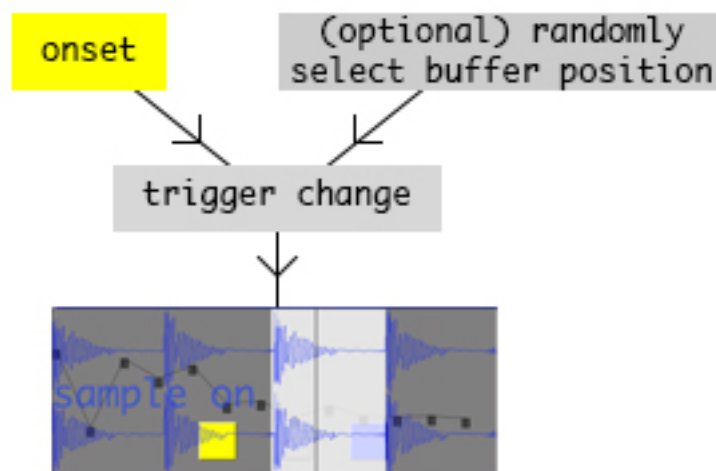 onset
(optional) randomly
select buffer position
trigger change
sample on